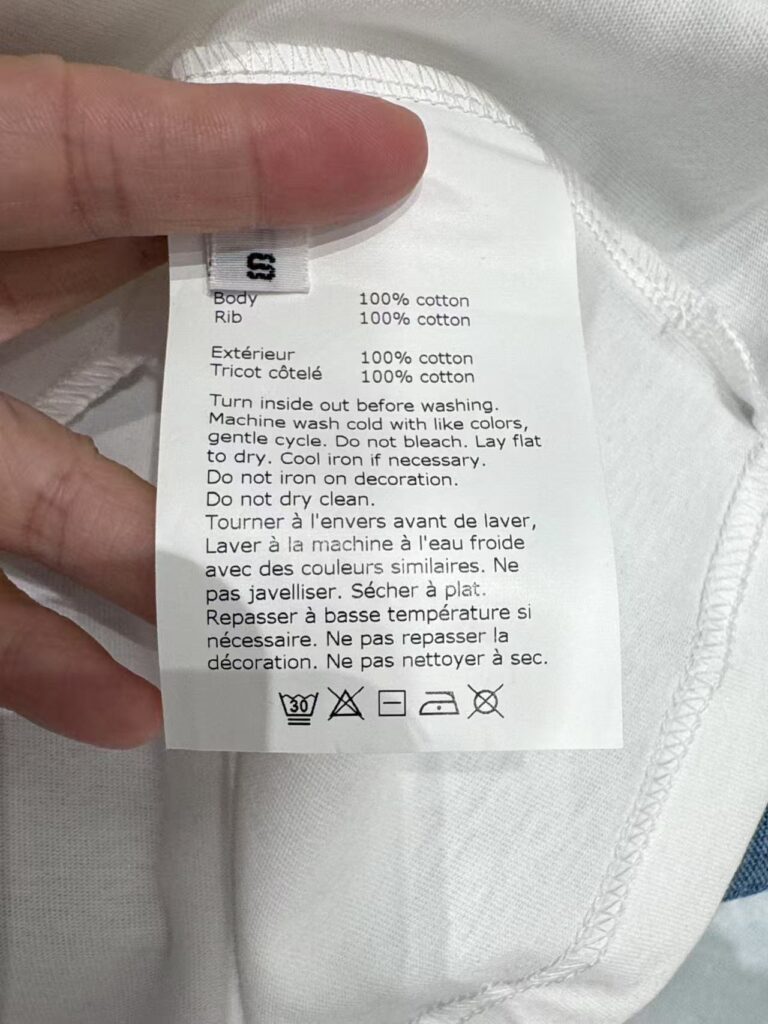 S
Body 100% cotton
Rib 100% cotton
Extérieur 100% cotton
Tricot côtelé 100% cotton
Turn inside out before washing.
Machine wash cold with like colors,
gentle cycle. Do not bleach. Lay flat
to dry. Cool iron if necessary.
Do not iron on decoration.
Do not dry clean.
Tourner à l'envers avant de laver,
Laver à la machine à l'eau froide
avec des couleurs similaires. Ne
pas javelliser. Sécher à plat.
Repasser à basse température si
nécessaire. Ne pas repasser la
décoration. Ne pas nettoyer à sec.
30